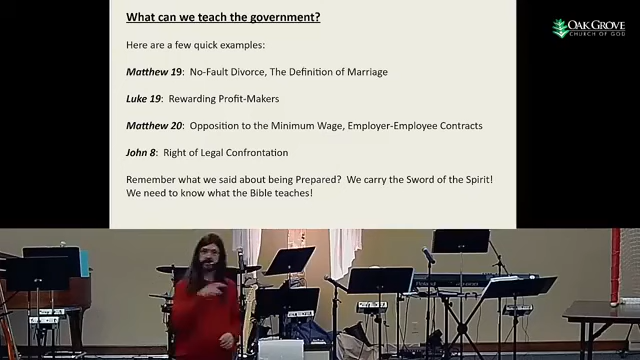 What can we teach the government?
OAK GROVE
CHURCH OF GOD
Here are a few quick examples:
Matthew 19: No-Fault Divorce, The Definition of Marriage
Luke 19: Rewarding Profit-Makers
Matthew 20: Opposition to the Minimum Wage, Employer-Employee Contracts
John 8: Right of Legal Confrontation
Remember what we said about being Prepared? We carry the Sword of the Spirit!
We need to know what the Bible teaches!